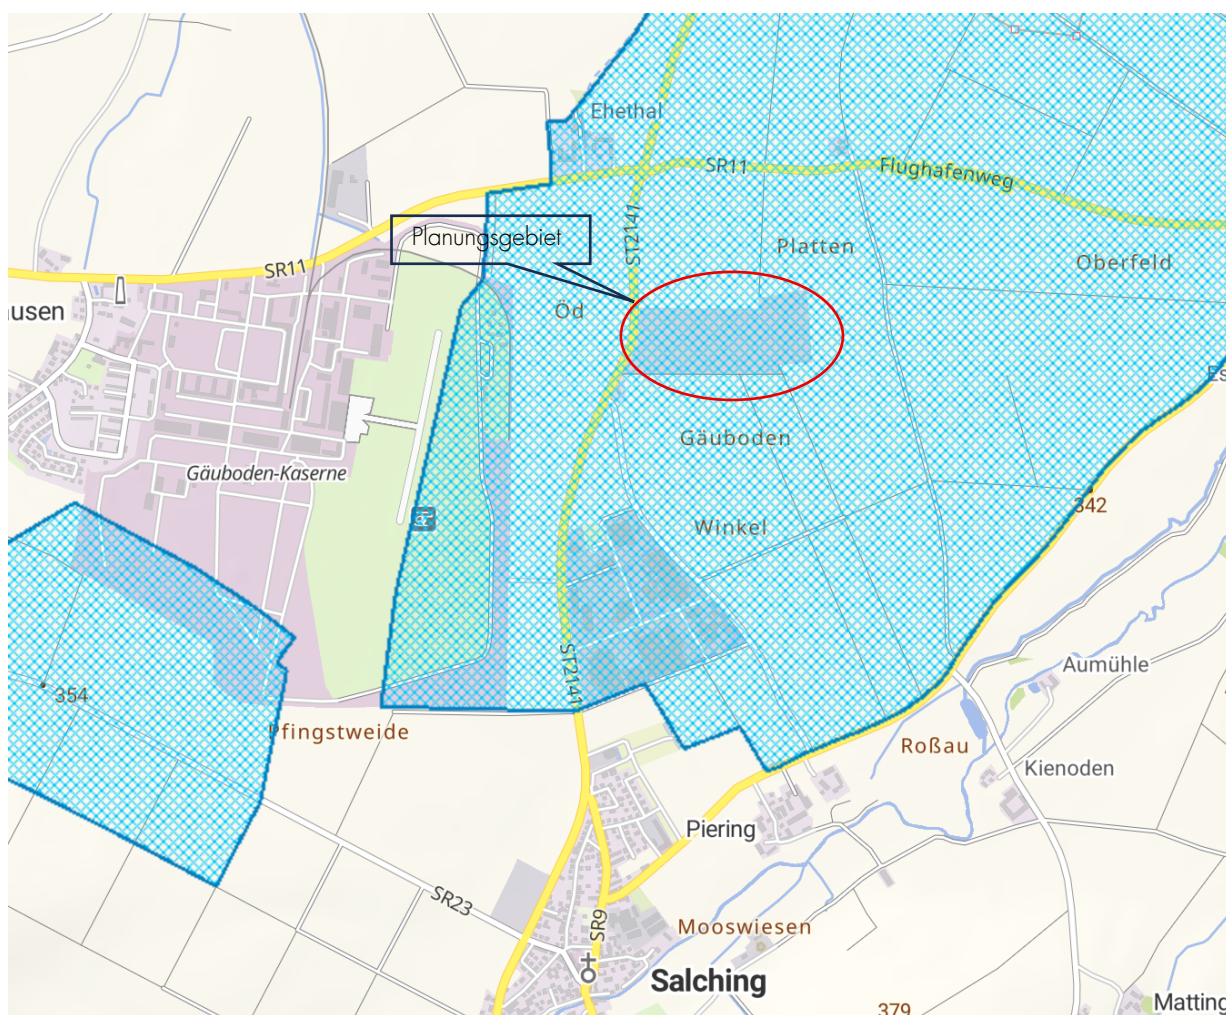 Ehethal
SR11
Flughafenweg
ST2141
Planungsgebiet
Platten
Oberfeld
SR11
Öd
usen
Es
Gäuboden
Gäuboden-Kaserne
342
Winkel
ST2141
Aumühle
354
Pfingstweide
Roßau
Kienoden
Piering
SR23
SR9
Mooswiesen
Salching
379
Matting